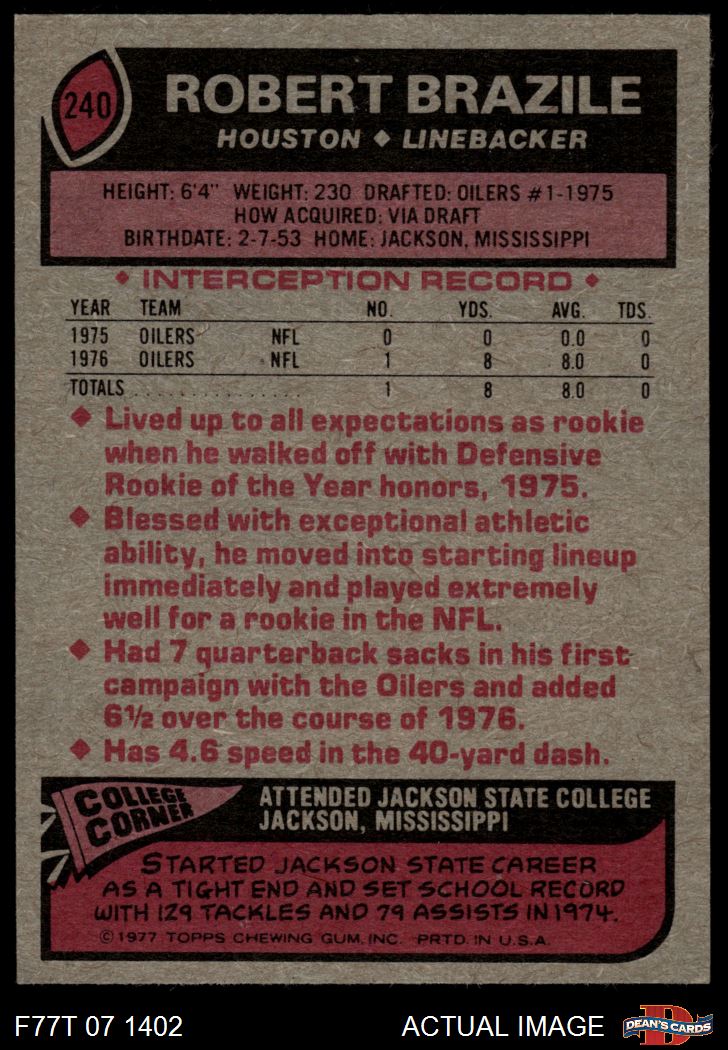 240
ROBERT BRAZILE
HOUSTON ◆ LINEBACKER
HEIGHT: 6'4" WEIGHT: 230 DRAFTED: OILERS #1-1975
HOW ACQUIRED: VIA DRAFT
BIRTHDATE: 2-7-53 HOME: JACKSON, MISSISSIPPI
◆ INTERCEPTION RECORD ◆
YEAR TEAM NO. YDS. AVG. TDS.
1975 OILERS NFL 0 0 0.0 0
1976 OILERS NFL 1 8 8.0 0
TOTALS . . . . . . . . . . . . . . . 1 8 8.0 0
◆ Lived up to all expectations as rookie
when he walked off with Defensive
Rookie of the Year honors, 1975.
◆ Blessed with exceptional athletic
ability, he moved into starting lineup
immediately and played extremely
well for a rookie in the NFL.
◆ Had 7 quarterback sacks in his first
campaign with the Oilers and added
6½ over the course of 1976.
◆ Has 4.6 speed in the 40-yard dash.
COLLEGE
CORNER
ATTENDED JACKSON STATE COLLEGE
JACKSON, MISSISSIPPI
STARTED JACKSON STATE CAREER
AS A TIGHT END AND SET SCHOOL RECORD
WITH 129 TACKLES AND 79 ASSISTS IN 1974.
©1977 TOPPS CHEWING GUM, INC. PRTD. IN U.S.A.
F77T 07 1402 ACTUAL IMAGE
D
DEAN'S CARDS